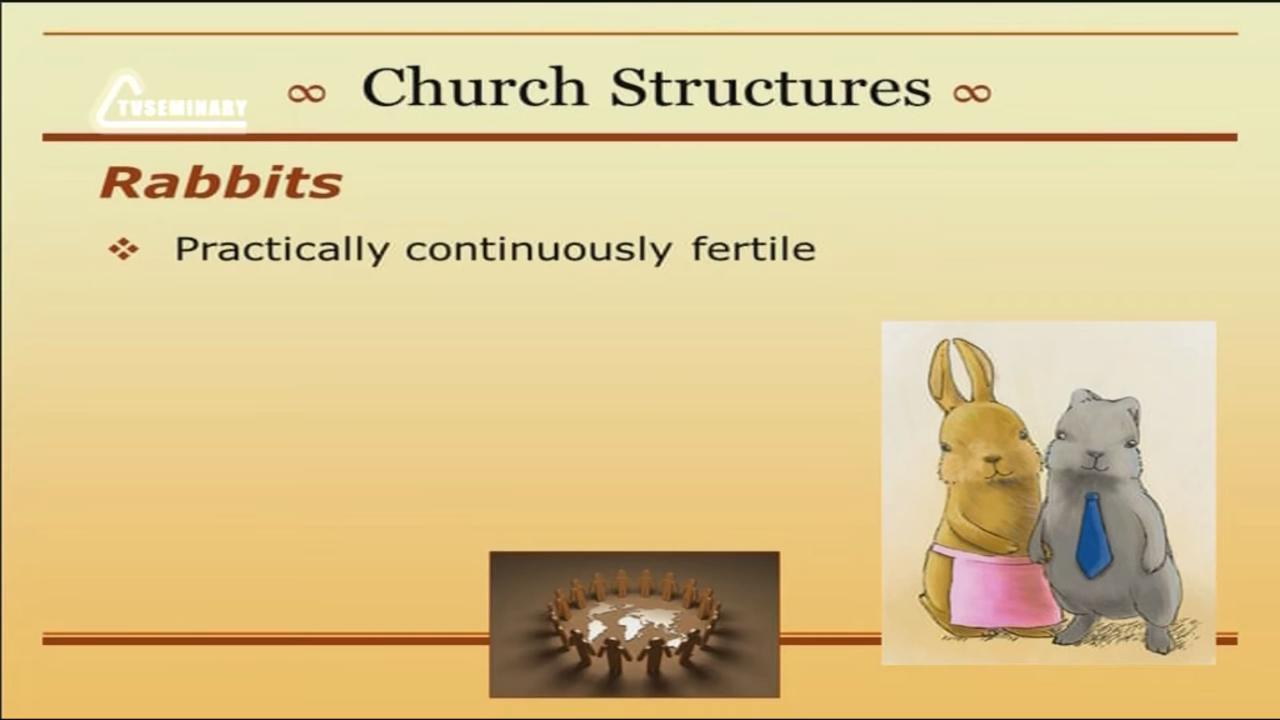 TVSEMINARY
∞ Church Structures ∞
Rabbits
❖ Practically continuously fertile